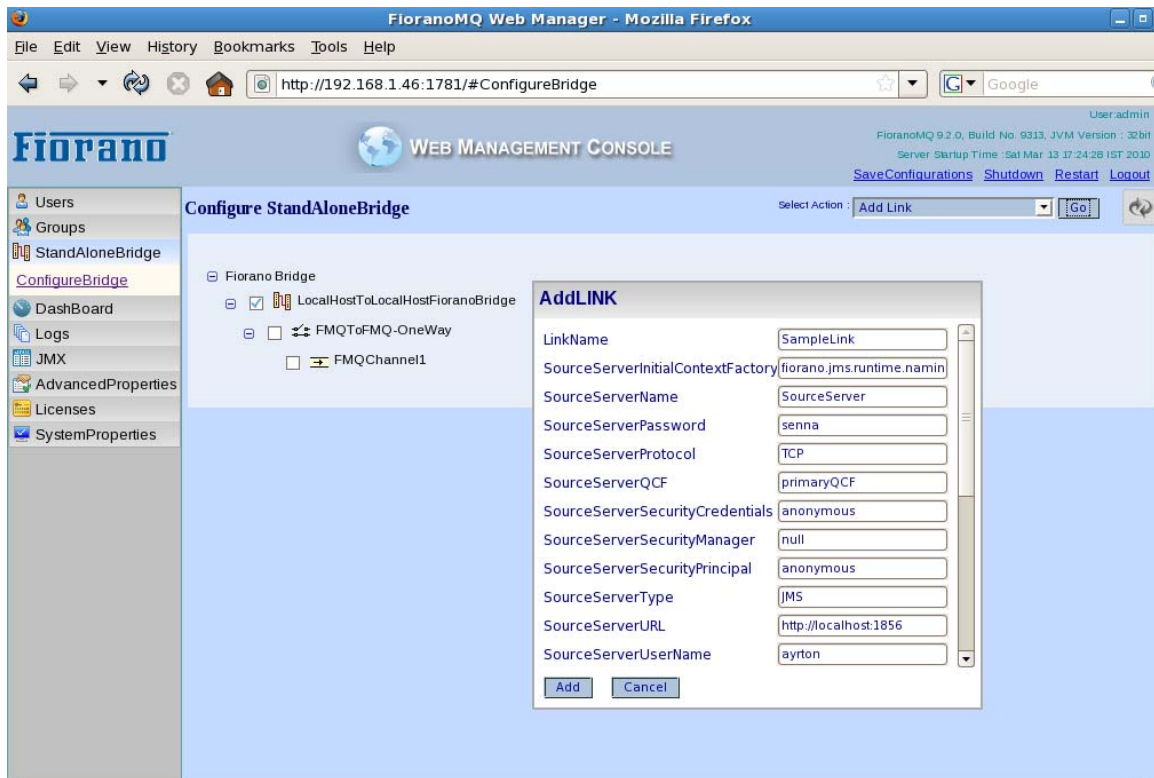 FioranoMQ Web Manager - Mozilla Firefox
File Edit View History Bookmarks Tools Help
http://192.168.1.46:1781/#ConfigureBridge
G Google
Fiorano
WEB MANAGEMENT CONSOLE
User:admin
FioranoMQ 9.2.0, Build No. 9313, JVM Version : 32bit
Server Startup Time :Sat Mar 13 17:24:28 IST 2010
SaveConfigurations Shutdown Restart Logout
Users
Groups
StandAloneBridge
ConfigureBridge
DashBoard
Logs
JMX
AdvancedProperties
Licenses
SystemProperties
Configure StandAloneBridge
Select Action : Add Link Go
Fiorano Bridge
LocalHostToLocalHostFioranoBridge
FMQToFMQ-OneWay
FMQChannel1
AddLINK
LinkName SampleLink
SourceServerInitialContextFactory fiorano.jms.runtime.namin
SourceServerName SourceServer
SourceServerPassword senna
SourceServerProtocol TCP
SourceServerQCF primaryQCF
SourceServerSecurityCredentials anonymous
SourceServerSecurityManager null
SourceServerSecurityPrincipal anonymous
SourceServerType JMS
SourceServerURL http://localhost:1856
SourceServerUserName ayrton
Add Cancel